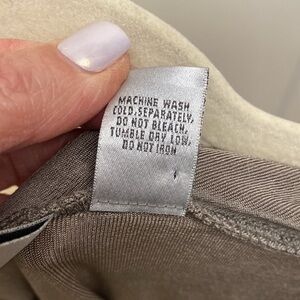 MACHINE WASH
COLD, SEPARATELY,
DO NOT BLEACH,
TUMBLE DRY LOW,
DO NOT IRON